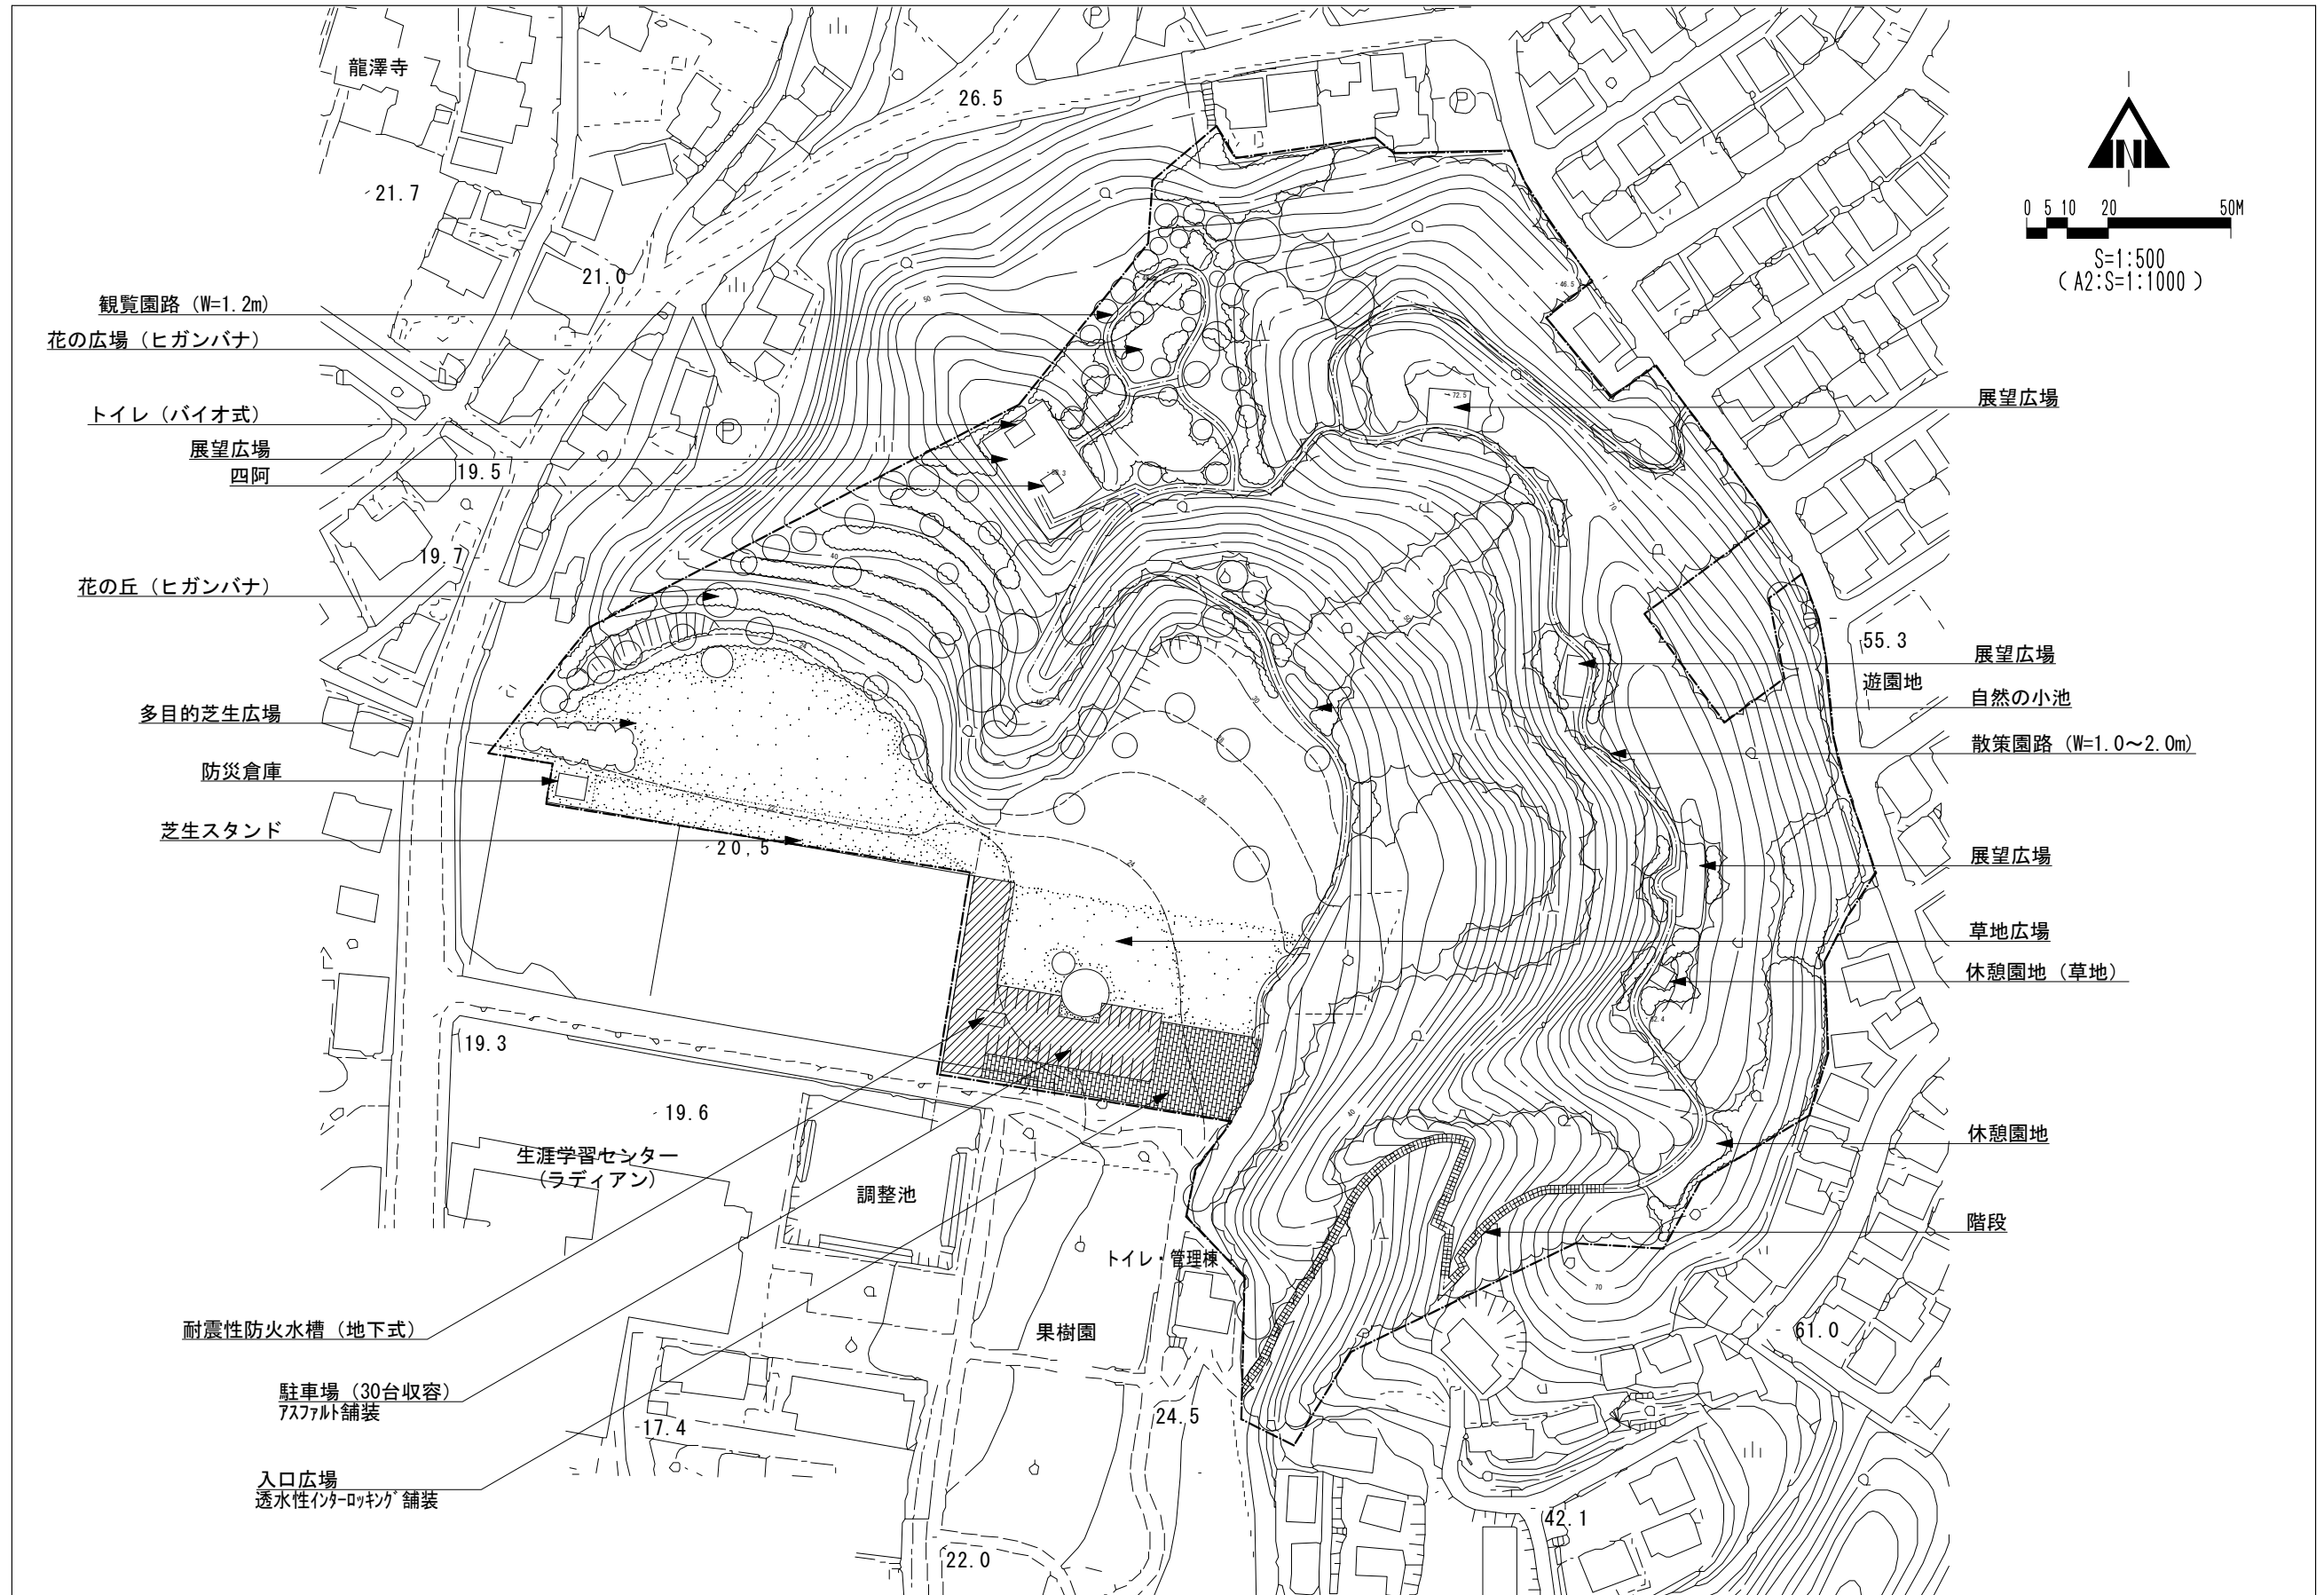 龍澤寺
26.5
21.7
21.0
0 5 10 20 50M
S=1:500
(A2:S=1:1000)
観覧園路（W=1.2m)
花の広場（ヒガンバナ）
トイレ（バイオ式）
展望広場
四阿
19.5
19.7
花の丘（ヒガンバナ）
多目的芝生広場
防災倉庫
芝生スタンド
20.5
展望広場
72.5
46.5
55.3
遊園地
展望広場
自然の小池
散策園路（W=1.0～2.0m)
展望広場
草地広場
休憩園地（草地）
休憩園地
階段
19.3
19.6
生涯学習センター
（ラディアン）
調整池
トイレ・管理棟
果樹園
耐震性防火水槽（地下式）
駐車場（30台収容）
アスファルト舗装
入口広場
透水性インターロッキング舗装
17.4
24.5
22.0
61.0
42.1
P
P
P
N
50
40
70
40
70